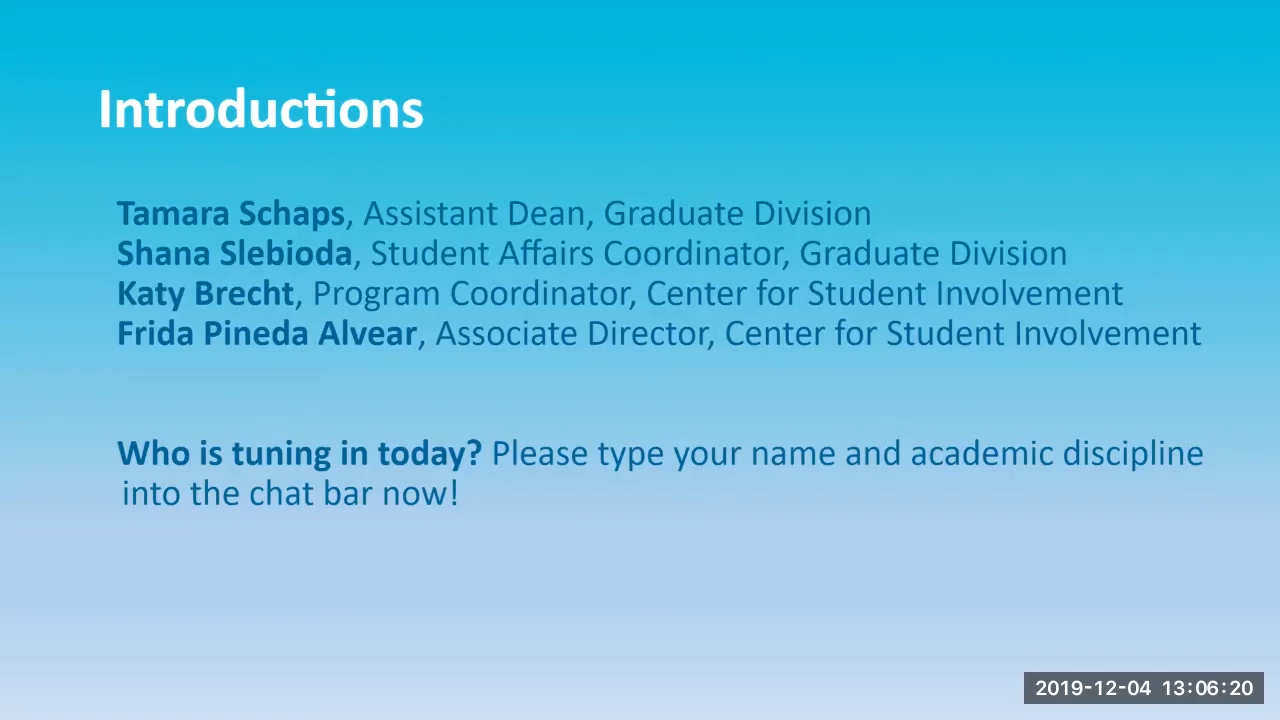 Introductions
Tamara Schaps, Assistant Dean, Graduate Division
Shana Slebioda, Student Affairs Coordinator, Graduate Division
Katy Brecht, Program Coordinator, Center for Student Involvement
Frida Pineda Alvear, Associate Director, Center for Student Involvement
Who is tuning in today? Please type your name and academic discipline
into the chat bar now!
2019-12-04 13:06:20